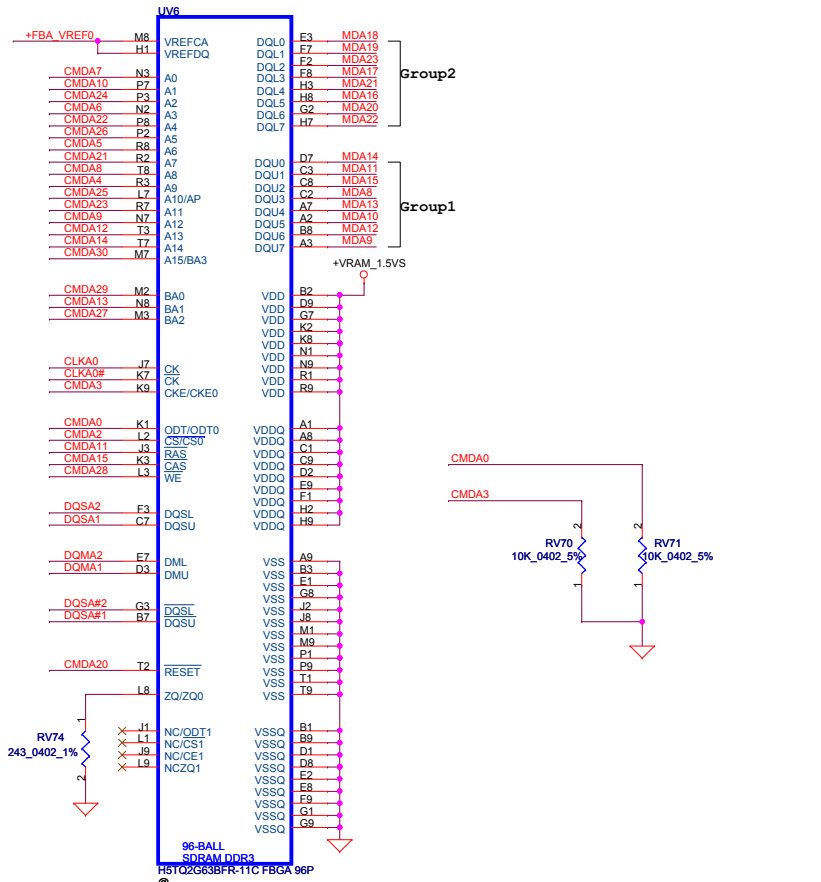 UV6
+FBA_VREF0 M8 VREFCA DQL0 E3 MDA18
H1 VREFDQ DQL1 F7 MDA19
DQL2 F2 MDA23
CMDA7 N3 A0 DQL3 F8 MDA17
CMDA10 P7 A1 DQL4 H3 MDA21
CMDA24 P3 A2 DQL5 H8 MDA16
CMDA6 N2 A3 DQL6 G2 MDA20
CMDA22 P8 A4 DQL7 H7 MDA22
Group2
CMDA26 P2 A5
CMDA5 R8 A6
CMDA21 R2 A7 DQU0 D7 MDA14
CMDA8 T8 A8 DQU1 C3 MDA11
CMDA4 R3 A9 DQU2 C8 MDA15
CMDA25 L7 A10/AP DQU3 C2 MDA8
CMDA23 R7 A11 DQU4 A7 MDA13
CMDA9 N7 A12 DQU5 A2 MDA10
CMDA12 T3 A13 DQU6 B8 MDA12
CMDA14 T7 A14 DQU7 A3 MDA9
Group1
CMDA30 M7 A15/BA3
+VRAM_1.5VS
CMDA29 M2 BA0 VDD B2
CMDA13 N8 BA1 VDD D9
CMDA27 M3 BA2 VDD G7
VDD K2
VDD K8
VDD N1
CLKA0 J7 CK VDD N9
CLKA0# K7 CK VDD R1
CMDA3 K9 CKE/CKE0 VDD R9
CMDA0 K1 ODT/ODT0 VDDQ A1
CMDA2 L2 CS/CS0 VDDQ A8
CMDA11 J3 RAS VDDQ C1
CMDA15 K3 CAS VDDQ C9
CMDA28 L3 WE VDDQ D2
VDDQ E9
VDDQ F1
DQSA2 F3 DQSL VDDQ H2
DQSA1 C7 DQSU VDDQ H9
DQMA2 E7 DML VSS A9
DQMA1 D3 DMU VSS B3
VSS E1
VSS G8
DQSA#2 G3 DQSL VSS J2
DQSA#1 B7 DQSU VSS J8
VSS M1
VSS M9
VSS P1
CMDA20 T2 RESET VSS P9
VSS T1
L8 ZQ/ZQ0 VSS T9
1
RV74
243_0402_1%
2
J1 NC/ODT1 VSSQ B1
L1 NC/CS1 VSSQ B9
J9 NC/CE1 VSSQ D1
L9 NCZQ1 VSSQ D8
VSSQ E2
VSSQ E8
VSSQ F9
VSSQ G1
VSSQ G9
96-BALL
SDRAM DDR3
H5TQ2G63BFR-11C FBGA 96P
@
CMDA0
CMDA3
2 2
RV70 RV71
10K_0402_5% 10K_0402_5%
1 1